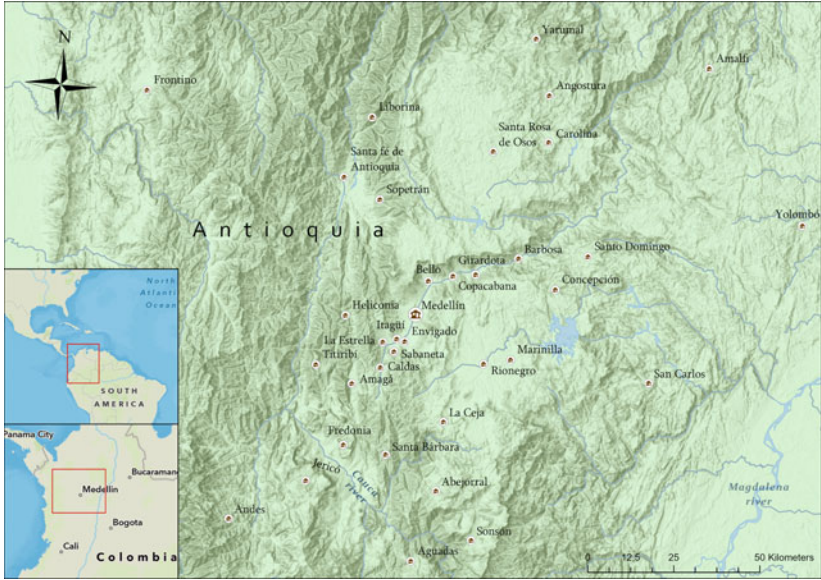 Yarumal
N
Amalfi
Frontino
Angostura
Liborina
Santa Rosa
de Osos
Carolina
Santa fé de
Antioquia
Sopetrán
Yolombó
Antioquia
Barbosa
Santo Domingo
Girardota
Bello
Copacabana
Concepción
North
Atlantic
Ocean
Heliconia
Medellín
Itagüí
Envigado
La Estrella
Sabaneta
Marinilla
Titiribí
Caldas
Rionegro
Amagá
San Carlos
SOUTH
AMERICA
La Ceja
Fredonia
Panama City
Santa Bárbara
Jericó
Cauca
river
Abejorral
Bucaraman
Medellín
Magdalena
river
Andes
Bogota
Sonsón
Cali
Colombia
Aguadas
0 12,5 25 50 Kilometers